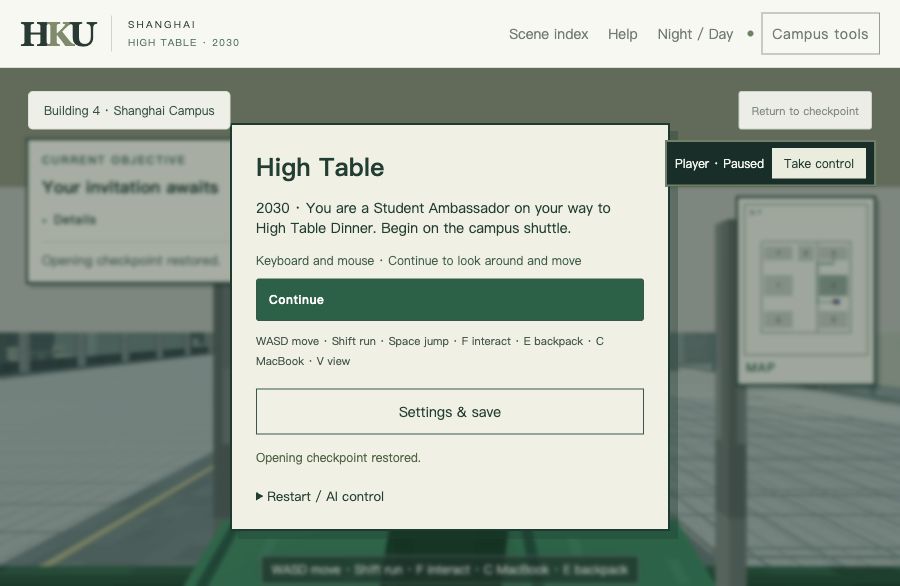 HKU
SHANGHAI
HIGH TABLE · 2030
Scene index
Help
Night / Day
Campus tools
Building 4 · Shanghai Campus
Return to checkpoint
CURRENT OBJECTIVE
Your invitation awaits
Details
Opening checkpoint restored.
Player · Paused
Take control
High Table
2030 · You are a Student Ambassador on your way to
High Table Dinner. Begin on the campus shuttle.
Keyboard and mouse · Continue to look around and move
Continue
WASD move · Shift run · Space jump · F interact · E backpack · C
MacBook · V view
Settings & save
Opening checkpoint restored.
Restart / AI control
MAP
WASD move · Shift run · F interact · C MacBook · E backpack